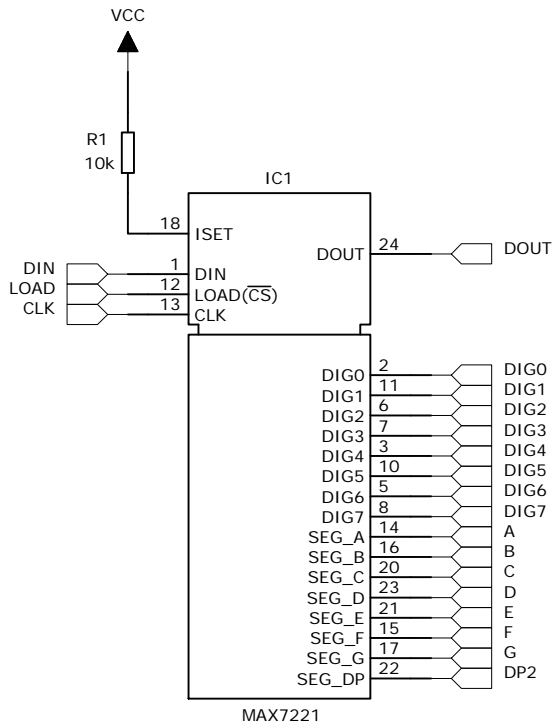 VCC
R1
10k
IC1
18
ISET
DIN
1
DIN
LOAD
12
LOAD(CS)
CLK
13
CLK
DOUT
24
DOUT
DIG0
2
DIG0
DIG1
11
DIG1
DIG2
6
DIG2
DIG3
7
DIG3
DIG4
3
DIG4
DIG5
10
DIG5
DIG6
5
DIG6
DIG7
8
DIG7
SEG_A
14
A
SEG_B
16
B
SEG_C
20
C
SEG_D
23
D
SEG_E
21
E
SEG_F
15
F
SEG_G
17
G
SEG_DP
22
DP2
MAX7221